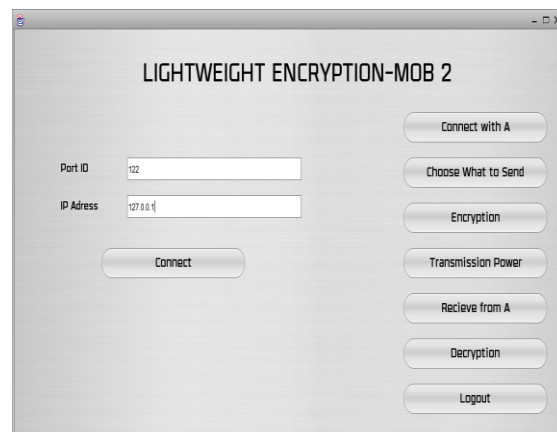 LIGHTWEIGHT ENCRYPTION-MOB 2
Port ID
122
IP Adress
127.0.0.1
Connect
Connect with A
Choose What to Send
Encryption
Transmission Power
Recieve from A
Decryption
Logout